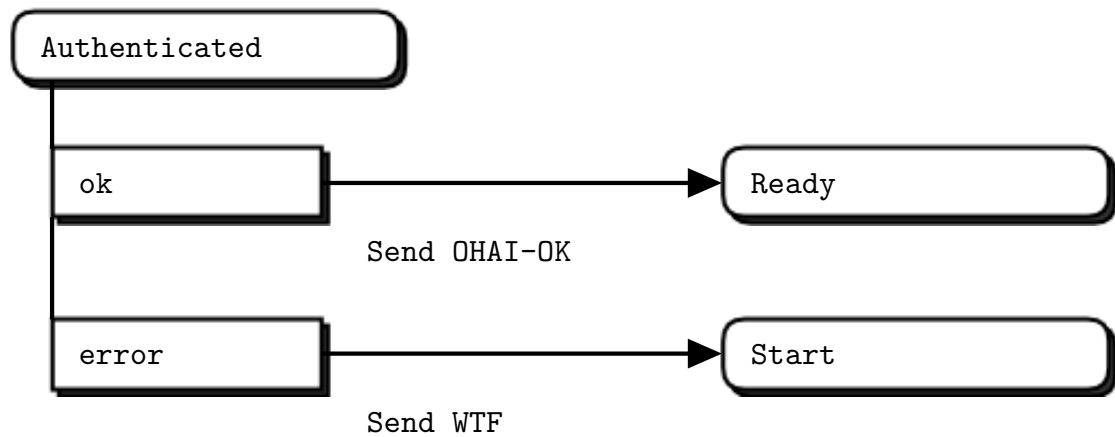 Authenticated
ok
Ready
Send OHAI-OK
error
Start
Send WTF